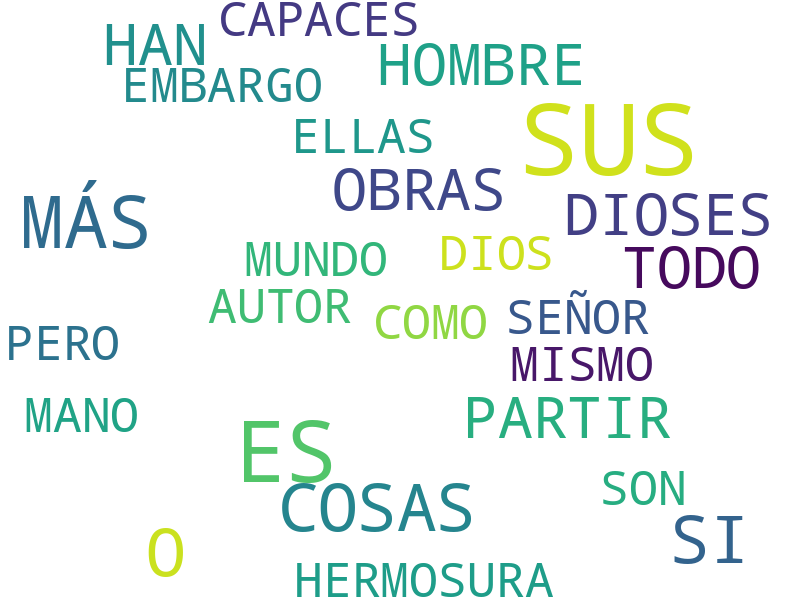 CAPACES
HAN
HOMBRE
EMBARGO
SUS
ELLAS
OBRAS
MÁS
DIOSES
MUNDO
DIOS
TODO
AUTOR
COMO
SEÑOR
PERO
MISMO
MANO
PARTIR
ES
COSAS
SON
SI
O
HERMOSURA